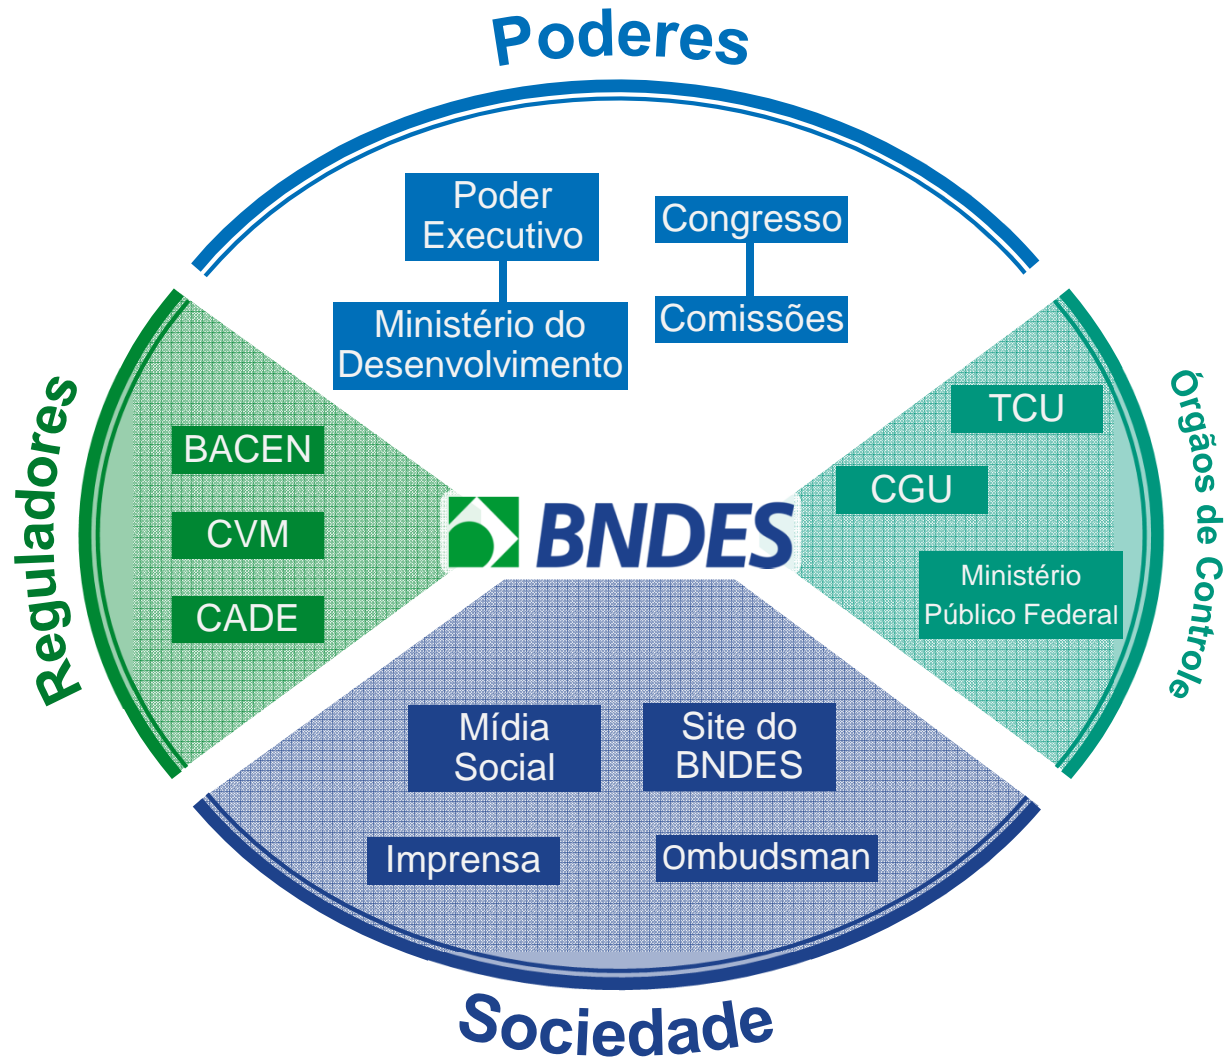 Poderes
Poder
Executivo
Congresso
Ministério do
Desenvolvimento
Comissões
Reguladores
BACEN
CVM
CADE
BNDES
Órgãos de Controle
TCU
CGU
Ministério
Público Federal
Mídia
Social
Site do
BNDES
Imprensa
Ombudsman
Sociedade